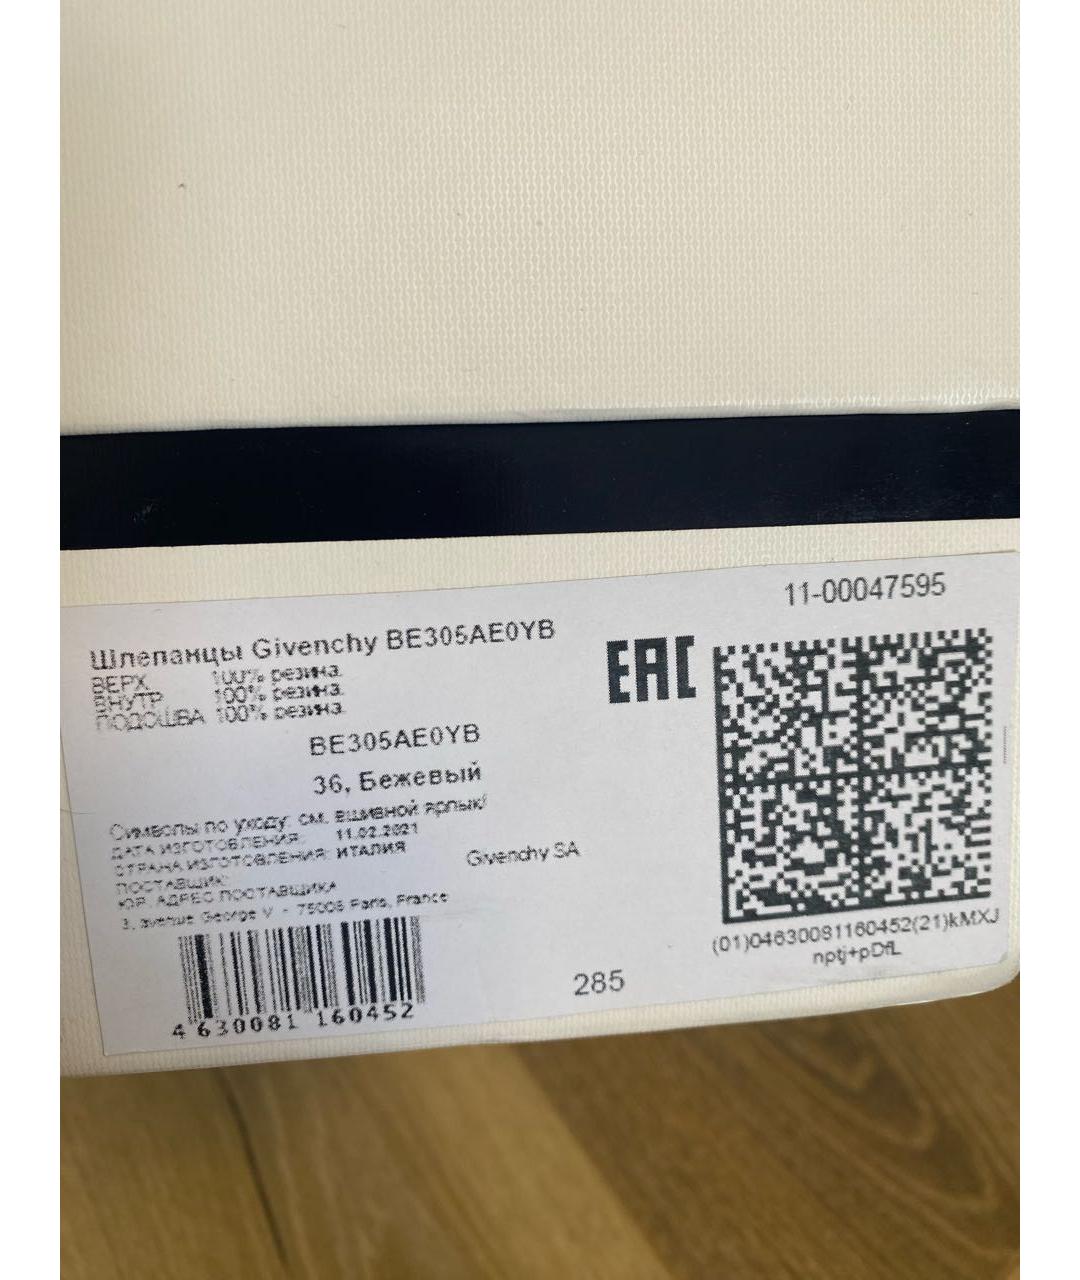 11-00047595
Шлепанцы Givenchy BE305AE0YB
ВЕРХ 100% резина.
ВНУТР 100% резина.
ПОДОШВА 100% резина.
EAC
BE305AE0YB
36, Бежевый
Символы по уходу: см. вшивной ярлык!
ДАТА ИЗГОТОВЛЕНИЯ: 11.02.2021
СТРАНА ИЗГОТОВЛЕНИЯ: ИТАЛИЯ
ПОСТАВЩИК: Givenchy SA
ЮР. АДРЕС ПОСТАВЩИКА
3, avenue George V - 75008 Paris, France
4 630081 160452
285
(01)04630081160452(21)kMXJ
nptj+pDfL